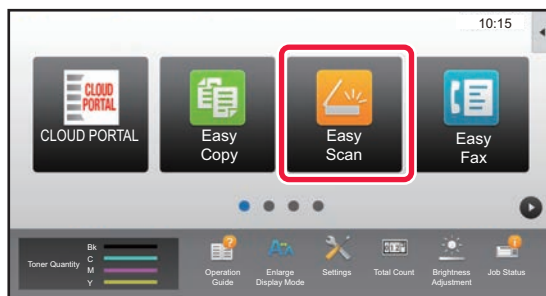 10:15
CLOUD
PORTAL
CLOUD PORTAL
Easy
Copy
Easy
Scan
Easy
Fax
Toner Quantity
Bk
C
M
Y
Operation
Guide
Enlarge
Display Mode
Settings
Total Count
Brightness
Adjustment
Job Status